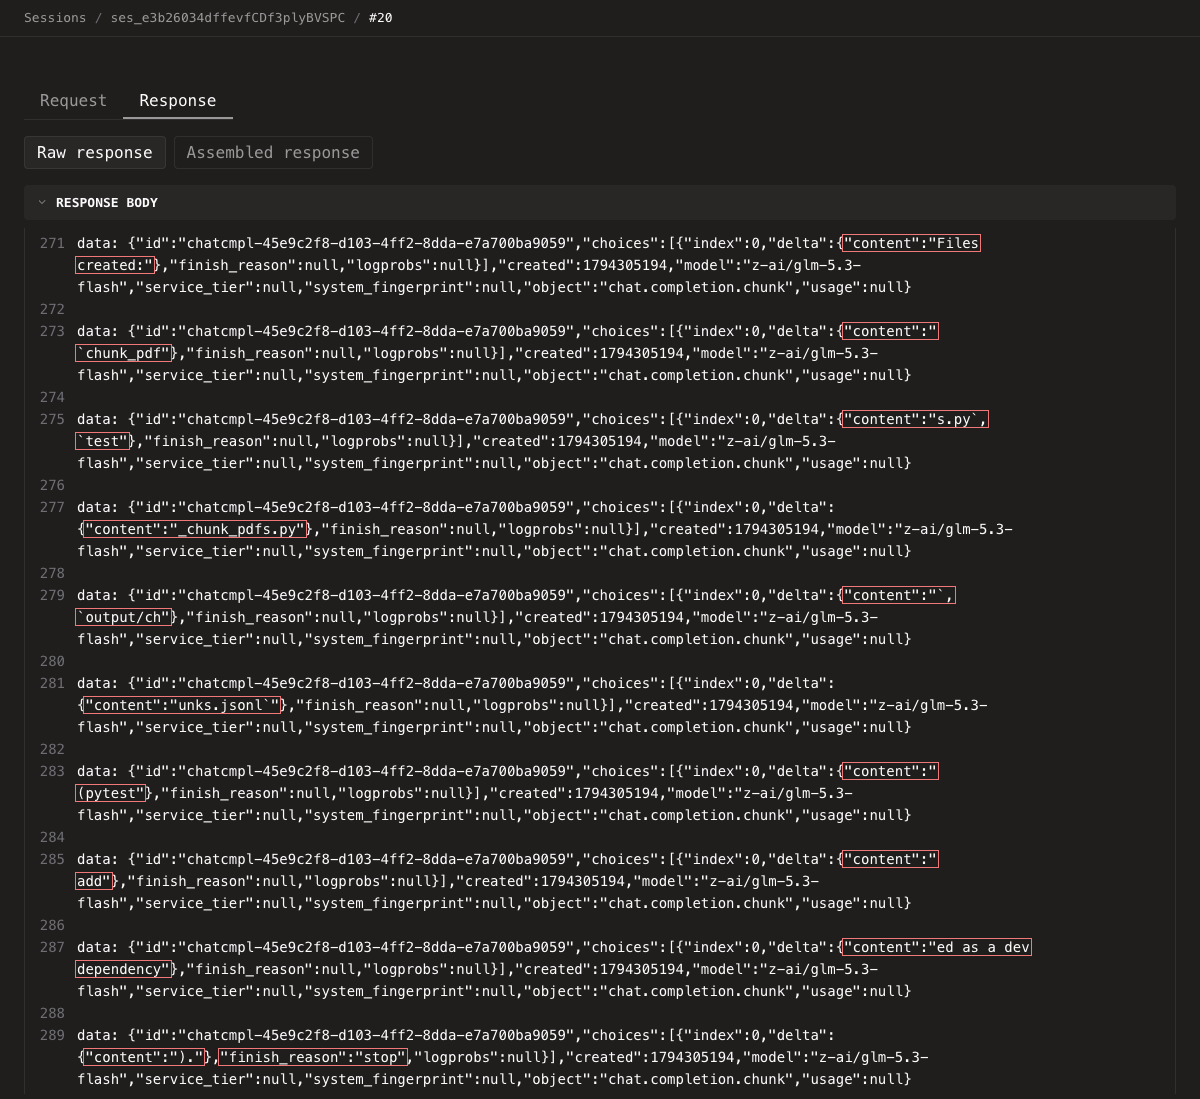 Sessions / ses_e3b26034dffevfCDf3plyBVSPC / #20
Request Response
Raw response Assembled response
RESPONSE BODY
271 data: {"id":"chatcmpl-45e9c2f8-d103-4ff2-8dda-e7a700ba9059","choices":[{"index":0,"delta":{"content":"Files
created:"},"finish_reason":null,"logprobs":null}],"created":1794305194,"model":"z-ai/glm-5.3-
flash","service_tier":null,"system_fingerprint":null,"object":"chat.completion.chunk","usage":null}
272
273 data: {"id":"chatcmpl-45e9c2f8-d103-4ff2-8dda-e7a700ba9059","choices":[{"index":0,"delta":{"content":"
`chunk_pdf"},"finish_reason":null,"logprobs":null}],"created":1794305194,"model":"z-ai/glm-5.3-
flash","service_tier":null,"system_fingerprint":null,"object":"chat.completion.chunk","usage":null}
274
275 data: {"id":"chatcmpl-45e9c2f8-d103-4ff2-8dda-e7a700ba9059","choices":[{"index":0,"delta":{"content":"s.py`,
`test"},"finish_reason":null,"logprobs":null}],"created":1794305194,"model":"z-ai/glm-5.3-
flash","service_tier":null,"system_fingerprint":null,"object":"chat.completion.chunk","usage":null}
276
277 data: {"id":"chatcmpl-45e9c2f8-d103-4ff2-8dda-e7a700ba9059","choices":[{"index":0,"delta":
{"content":"_chunk_pdfs.py"},"finish_reason":null,"logprobs":null}],"created":1794305194,"model":"z-ai/glm-5.3-
flash","service_tier":null,"system_fingerprint":null,"object":"chat.completion.chunk","usage":null}
278
279 data: {"id":"chatcmpl-45e9c2f8-d103-4ff2-8dda-e7a700ba9059","choices":[{"index":0,"delta":{"content":"`,
`output/ch"},"finish_reason":null,"logprobs":null}],"created":1794305194,"model":"z-ai/glm-5.3-
flash","service_tier":null,"system_fingerprint":null,"object":"chat.completion.chunk","usage":null}
280
281 data: {"id":"chatcmpl-45e9c2f8-d103-4ff2-8dda-e7a700ba9059","choices":[{"index":0,"delta":
{"content":"unks.jsonl`"},"finish_reason":null,"logprobs":null}],"created":1794305194,"model":"z-ai/glm-5.3-
flash","service_tier":null,"system_fingerprint":null,"object":"chat.completion.chunk","usage":null}
282
283 data: {"id":"chatcmpl-45e9c2f8-d103-4ff2-8dda-e7a700ba9059","choices":[{"index":0,"delta":{"content":"
(pytest"},"finish_reason":null,"logprobs":null}],"created":1794305194,"model":"z-ai/glm-5.3-
flash","service_tier":null,"system_fingerprint":null,"object":"chat.completion.chunk","usage":null}
284
285 data: {"id":"chatcmpl-45e9c2f8-d103-4ff2-8dda-e7a700ba9059","choices":[{"index":0,"delta":{"content":"
add"},"finish_reason":null,"logprobs":null}],"created":1794305194,"model":"z-ai/glm-5.3-
flash","service_tier":null,"system_fingerprint":null,"object":"chat.completion.chunk","usage":null}
286
287 data: {"id":"chatcmpl-45e9c2f8-d103-4ff2-8dda-e7a700ba9059","choices":[{"index":0,"delta":{"content":"ed as a dev
dependency"},"finish_reason":null,"logprobs":null}],"created":1794305194,"model":"z-ai/glm-5.3-
flash","service_tier":null,"system_fingerprint":null,"object":"chat.completion.chunk","usage":null}
288
289 data: {"id":"chatcmpl-45e9c2f8-d103-4ff2-8dda-e7a700ba9059","choices":[{"index":0,"delta":
{"content":")."},"finish_reason":"stop","logprobs":null}],"created":1794305194,"model":"z-ai/glm-5.3-
flash","service_tier":null,"system_fingerprint":null,"object":"chat.completion.chunk","usage":null}